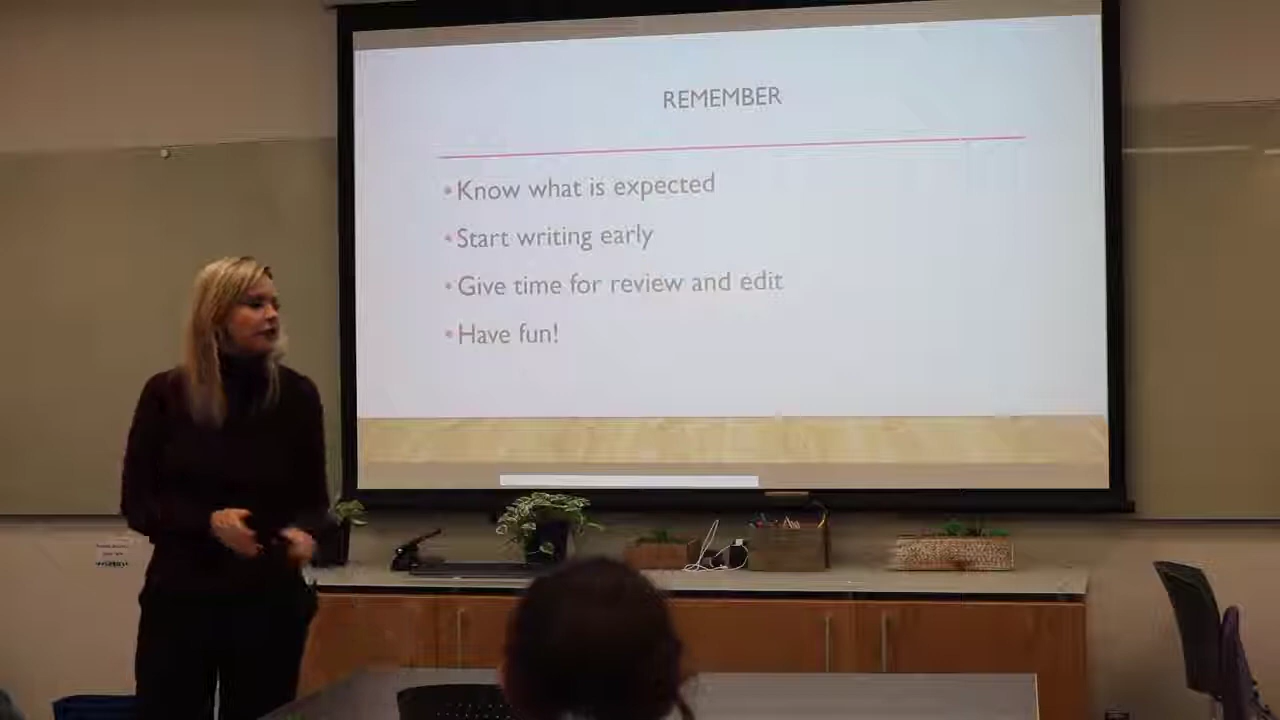 REMEMBER
• Know what is expected
• Start writing early
• Give time for review and edit
• Have fun!